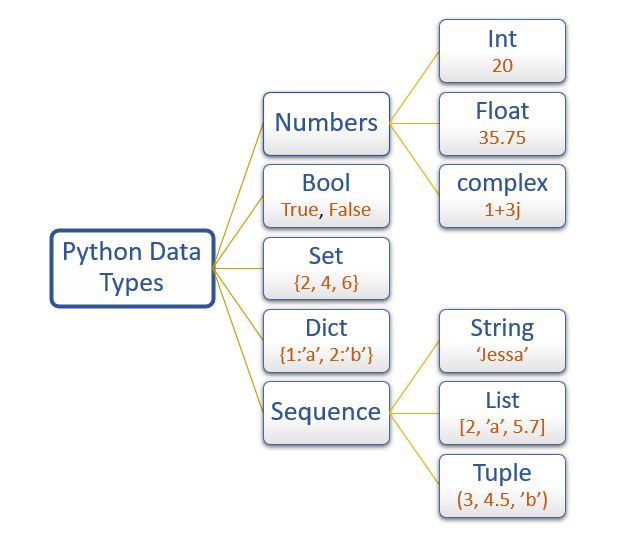 Python Data
Types
Numbers
Int
20
Float
35.75
complex
1+3j
Bool
True, False
Set
{2, 4, 6}
Dict
{1:’a’, 2:’b’}
Sequence
String
‘Jessa’
List
[2, ’a’, 5.7]
Tuple
(3, 4.5, ’b’)